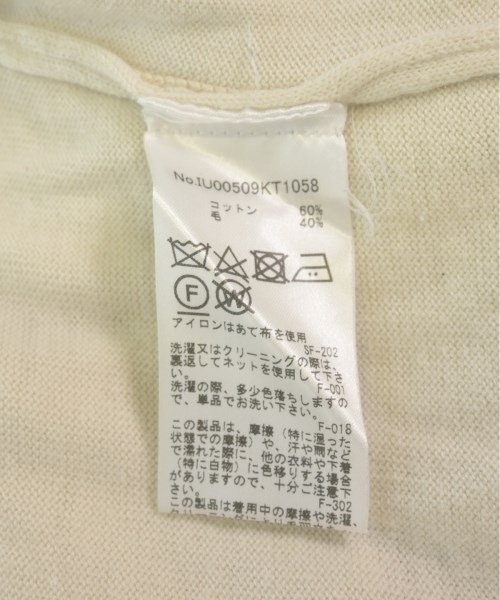 No.IU00509KT1058
コットン 60%
毛 40%
F W
アイロンはあて布を使用
SF-202
洗濯又はクリーニングの際は、
裏返してネットを使用して下さ
い。 F-001
洗濯の際、多少色落ちしますの
で、単品でお洗い下さい。
F-018
この製品は、摩擦（特に湿った
状態での摩擦）や、汗や雨など
で濡れた際に、他の衣料や下着
（特に白物）に色移りする場合
がありますので、十分ご注意下
さい。 F-302
この製品は着用中の摩擦や洗濯、